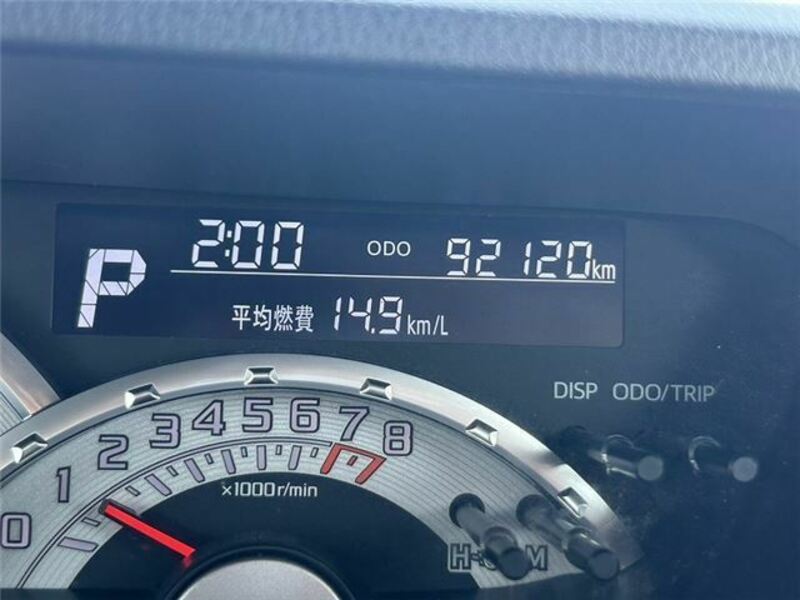 P
2:00 ODO 92120km
平均燃費 14.9km/L
DISP ODO/TRIP
0 1 2 3 4 5 6 7 8
×1000r/min